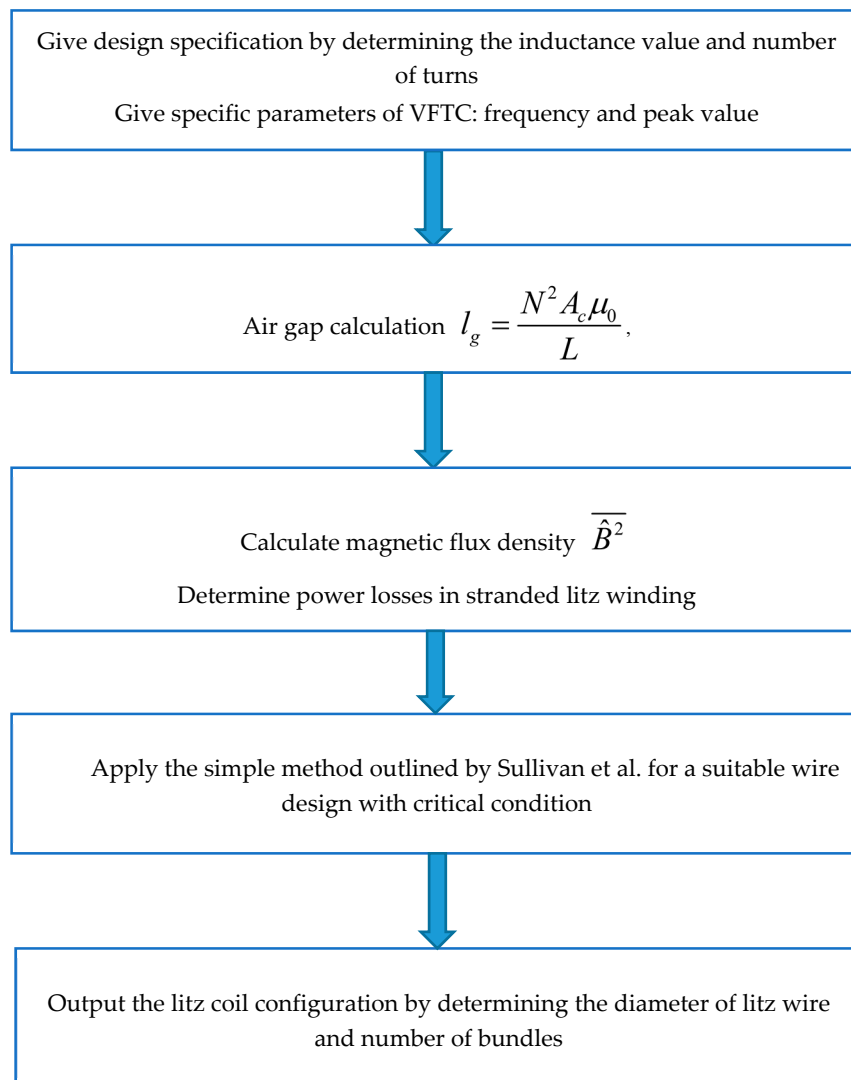 Give design specification by determining the inductance value and number
of turns
Give specific parameters of VFTC: frequency and peak value
Air gap calculation $l_g = \frac{N^2 A_c \mu_0}{L}$,
Calculate magnetic flux density $\overline{\hat{B}^2}$
Determine power losses in stranded litz winding
Apply the simple method outlined by Sullivan et al. for a suitable wire
design with critical condition
Output the litz coil configuration by determining the diameter of litz wire
and number of bundles